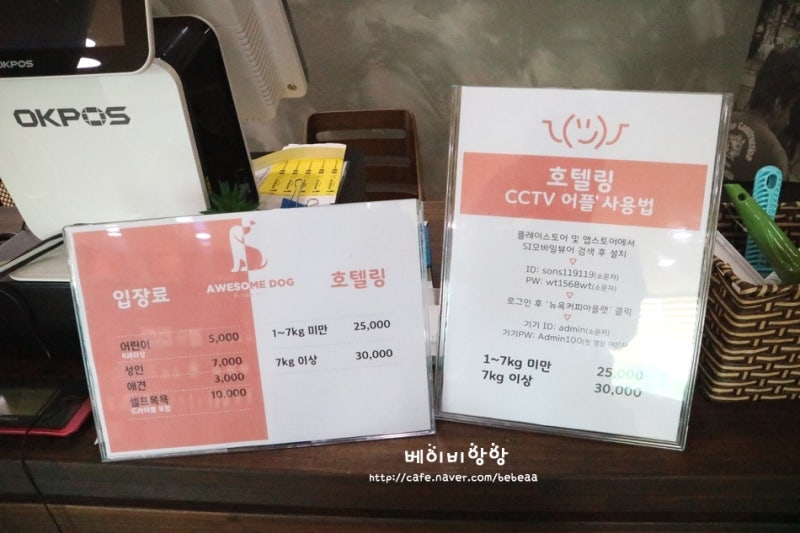 OKPOS
OKPOS
AWESOME DOG
입장료
어린이 5,000
성인 7,000
애견 3,000
셀프목욕 10,000
드라이룸 포함
호텔링
1~7kg 미만 25,000
7kg 이상 30,000
호텔링
CCTV 어플 사용법
플레이스토어 및 앱스토어에서
SI모바일뷰어 검색 후 설치
ID: sons119119(소문자)
PW: wt1568wt(소문자)
로그인 후 '뉴욕커피아울렛' 클릭
기기 ID: admin(소문자)
기기PW: Admin100(첫 영문
1~7kg 미만 25,000
7kg 이상 30,000
베이비앙앙
http://cafe.naver.com/bebeaa